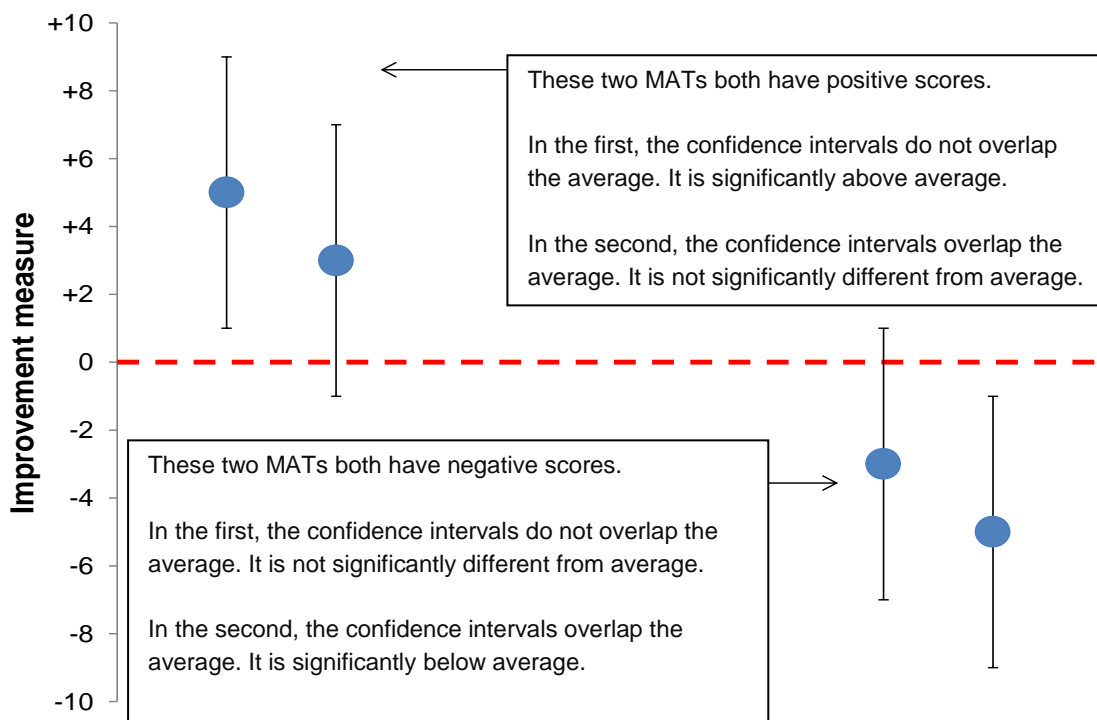 +10
+8
+6
+4
+2
0
-2
-4
-6
-8
-10
Improvement measure
These two MATs both have positive scores.
In the first, the confidence intervals do not overlap
the average. It is significantly above average.
In the second, the confidence intervals overlap the
average. It is not significantly different from average.
These two MATs both have negative scores.
In the first, the confidence intervals do not overlap the
average. It is not significantly different from average.
In the second, the confidence intervals overlap the
average. It is significantly below average.